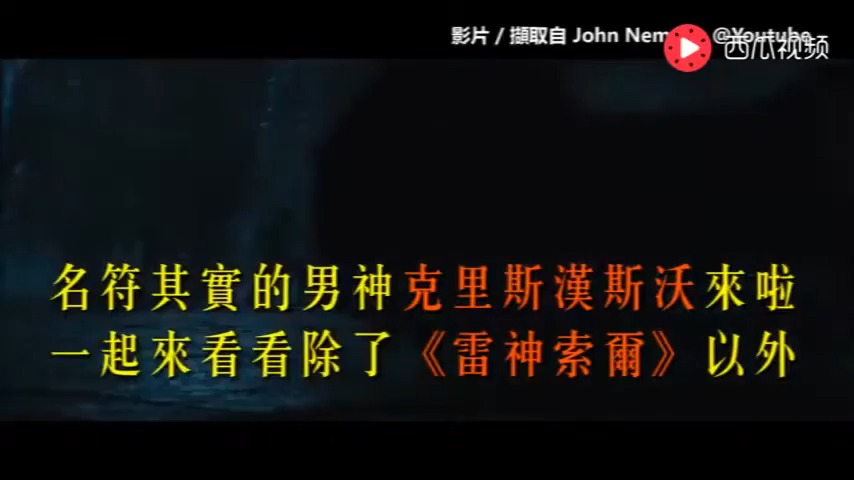 影片 / 擷取自 John Nem @Youtube
西瓜视频
名符其實的男神克里斯漢斯沃來啦
一起來看看除了《雷神索爾》以外